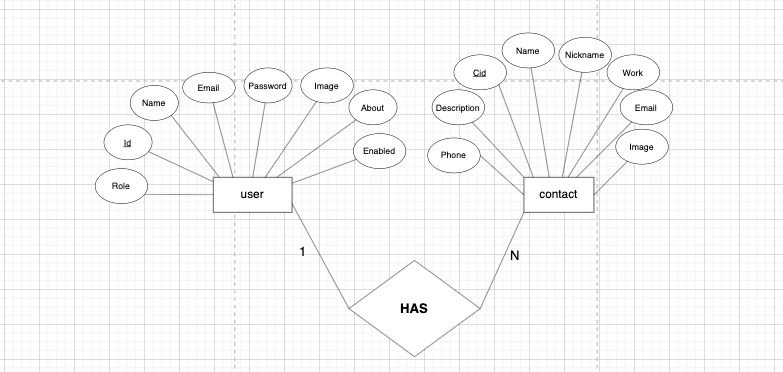 Name
Nickname
Cid
Work
Email
Password
Image
Name
About
Description
Email
Id
Enabled
Phone
Image
Role
user
contact
1
N
HAS